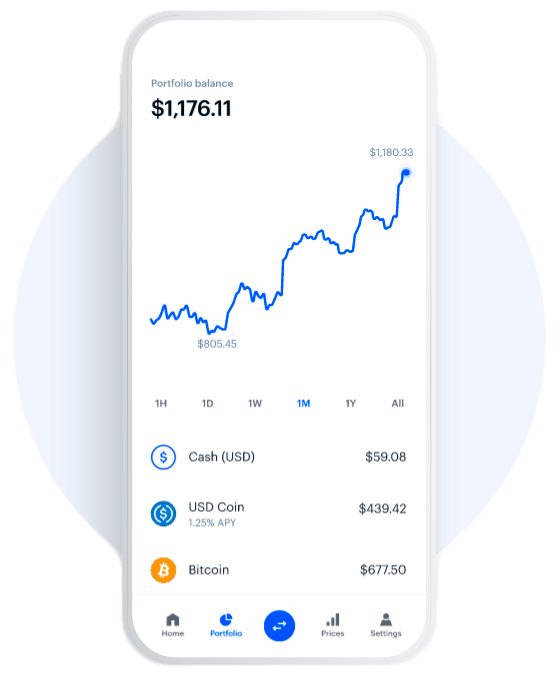 Portfolio balance
$1,176.11
$1,180.33
$805.45
1H 1D 1W 1M 1Y All
Cash (USD) $59.08
USD Coin $439.42
1.25% APY
Bitcoin $677.50
Home Portfolio Prices Settings